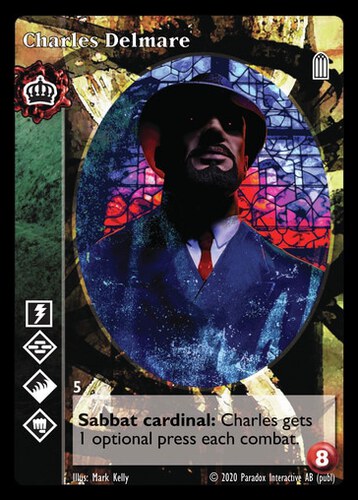 Charles Delmare
5
Sabbat cardinal: Charles gets
1 optional press each combat.
8
Illus: Mark Kelly © 2020 Paradox Interactive AB (publ)